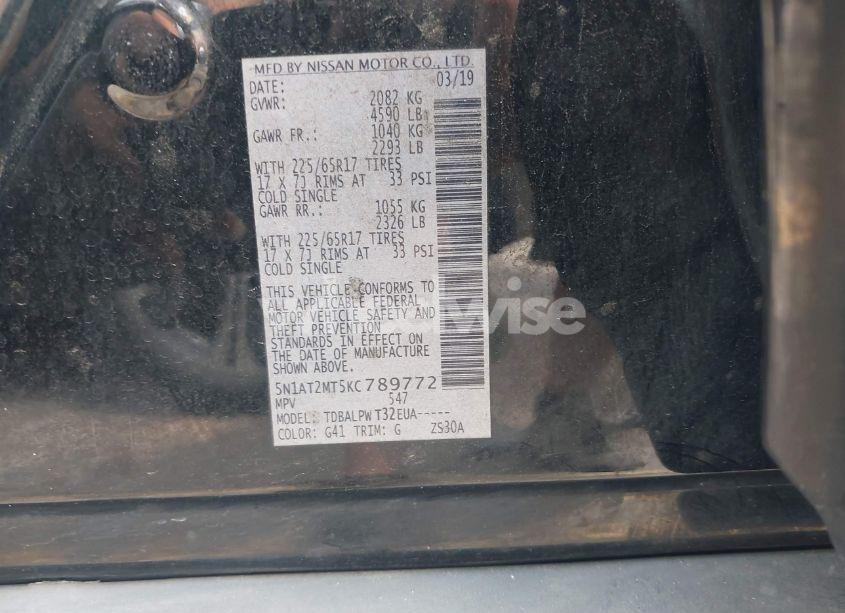 MFD BY NISSAN MOTOR CO., LTD.
DATE: 03/19
GVWR: 2082 KG
4590 LB
GAWR FR.: 1040 KG
2293 LB
WITH 225/65R17 TIRES
17 X 7J RIMS AT 33 PSI
COLD SINGLE
GAWR RR.: 1055 KG
2326 LB
WITH 225/65R17 TIRES
17 X 7J RIMS AT 33 PSI
COLD SINGLE
THIS VEHICLE CONFORMS TO
ALL APPLICABLE FEDERAL
MOTOR VEHICLE SAFETY AND
THEFT PREVENTION
STANDARDS IN EFFECT ON
THE DATE OF MANUFACTURE
SHOWN ABOVE.
5N1AT2MT5KC789772
MPV 547
MODEL: TDBALPW T32EUA-----
COLOR: G41 TRIM: G ZS30A